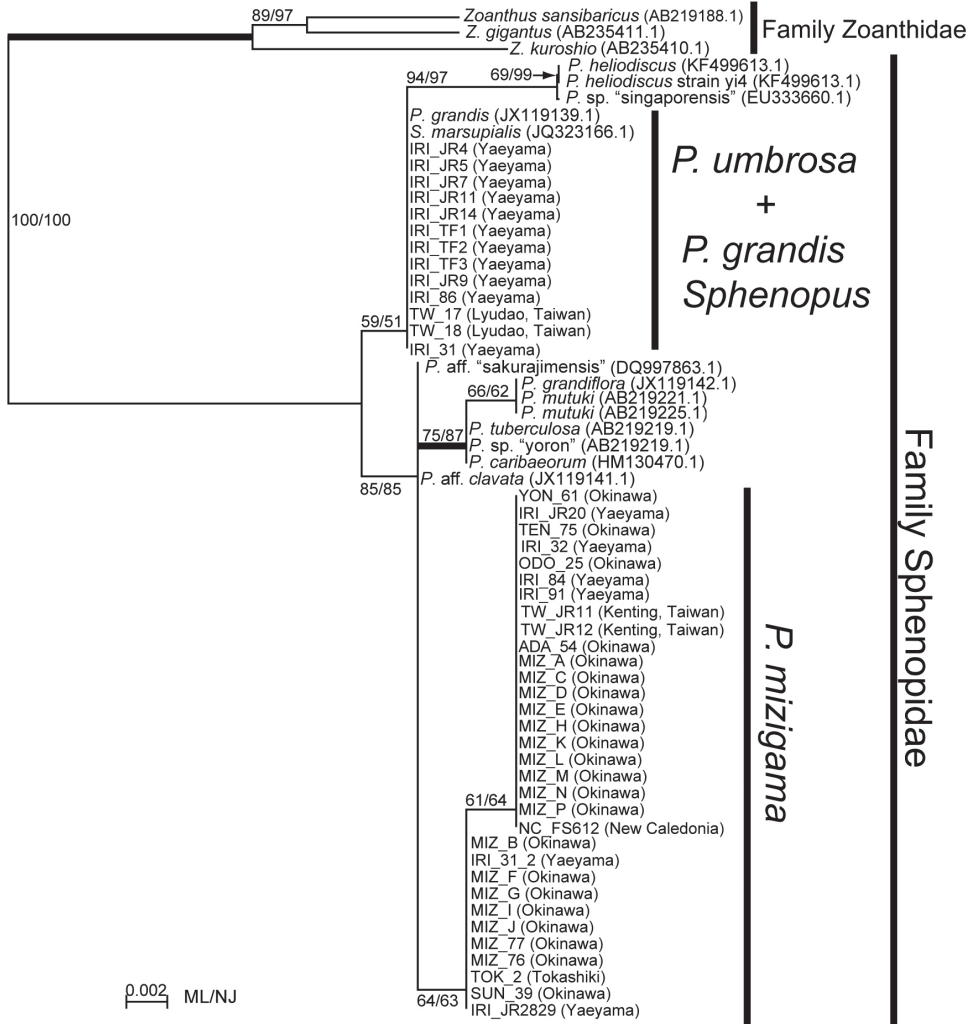 89/97
Zoanthus sansibaricus (AB219188.1)
Z. gigantus (AB235411.1)
Z. kuroshio (AB235410.1)
Family Zoanthidae
94/97
69/99
P. heliodiscus (KF499613.1)
P. heliodiscus strain yi4 (KF499613.1)
P. sp. “singaporensis” (EU333660.1)
P. grandis (JX119139.1)
S. marsupialis (JQ323166.1)
IRI_JR4 (Yaeyama)
IRI_JR5 (Yaeyama)
IRI_JR7 (Yaeyama)
IRI_JR11 (Yaeyama)
IRI_JR14 (Yaeyama)
IRI_TF1 (Yaeyama)
IRI_TF2 (Yaeyama)
IRI_TF3 (Yaeyama)
IRI_JR9 (Yaeyama)
IRI_86 (Yaeyama)
TW_17 (Lyudao, Taiwan)
TW_18 (Lyudao, Taiwan)
IRI_31 (Yaeyama)
P. umbrosa
+
P. grandis
Sphenopus
100/100
59/51
P. aff. “sakurajimensis” (DQ997863.1)
66/62
P. grandiflora (JX119142.1)
P. mutuki (AB219221.1)
P. mutuki (AB219225.1)
75/87
P. tuberculosa (AB219219.1)
P. sp. “yoron” (AB219219.1)
P. caribaeorum (HM130470.1)
85/85
P. aff. clavata (JX119141.1)
YON_61 (Okinawa)
IRI_JR20 (Yaeyama)
TEN_75 (Okinawa)
IRI_32 (Yaeyama)
ODO_25 (Okinawa)
IRI_84 (Yaeyama)
IRI_91 (Yaeyama)
TW_JR11 (Kenting, Taiwan)
TW_JR12 (Kenting, Taiwan)
ADA_54 (Okinawa)
MIZ_A (Okinawa)
MIZ_C (Okinawa)
MIZ_D (Okinawa)
MIZ_E (Okinawa)
MIZ_H (Okinawa)
MIZ_K (Okinawa)
MIZ_L (Okinawa)
MIZ_M (Okinawa)
MIZ_N (Okinawa)
MIZ_P (Okinawa)
61/64
NC_FS612 (New Caledonia)
MIZ_B (Okinawa)
IRI_31_2 (Yaeyama)
MIZ_F (Okinawa)
MIZ_G (Okinawa)
MIZ_I (Okinawa)
MIZ_J (Okinawa)
MIZ_77 (Okinawa)
MIZ_76 (Okinawa)
TOK_2 (Tokashiki)
SUN_39 (Okinawa)
IRI_JR2829 (Yaeyama)
64/63
P. mizigama
Family Sphenopidae
0.002
ML/NJ